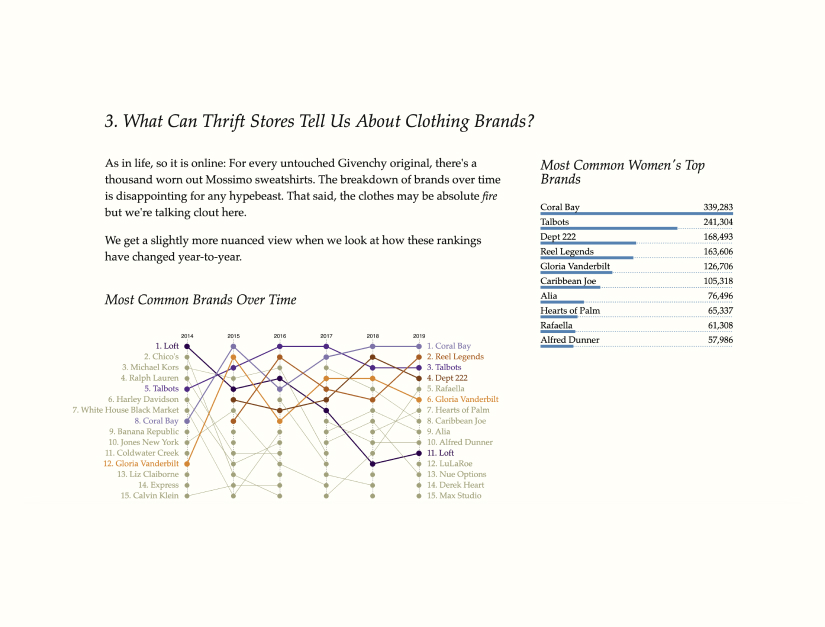 3. What Can Thrift Stores Tell Us About Clothing Brands?
As in life, so it is online: For every untouched Givenchy original, there's a
thousand worn out Mossimo sweatshirts. The breakdown of brands over time
is disappointing for any hypebeast. That said, the clothes may be absolute fire
but we're talking clout here.
We get a slightly more nuanced view when we look at how these rankings
have changed year-to-year.
Most Common Brands Over Time
2014 2015 2016 2017 2018 2019
1. Loft
2. Chico's
3. Michael Kors
4. Ralph Lauren
5. Talbots
6. Harley Davidson
7. White House Black Market
8. Coral Bay
9. Banana Republic
10. Jones New York
11. Coldwater Creek
12. Gloria Vanderbilt
13. Liz Claiborne
14. Express
15. Calvin Klein
1. Coral Bay
2. Reel Legends
3. Talbots
4. Dept 222
5. Rafaella
6. Gloria Vanderbilt
7. Hearts of Palm
8. Caribbean Joe
9. Alia
10. Alfred Dunner
11. Loft
12. LuLaRoe
13. Nue Options
14. Derek Heart
15. Max Studio
Most Common Women's Top
Brands
Coral Bay 339,283
Talbots 241,304
Dept 222 168,493
Reel Legends 163,606
Gloria Vanderbilt 126,706
Caribbean Joe 105,318
Alia 76,496
Hearts of Palm 65,337
Rafaella 61,308
Alfred Dunner 57,986